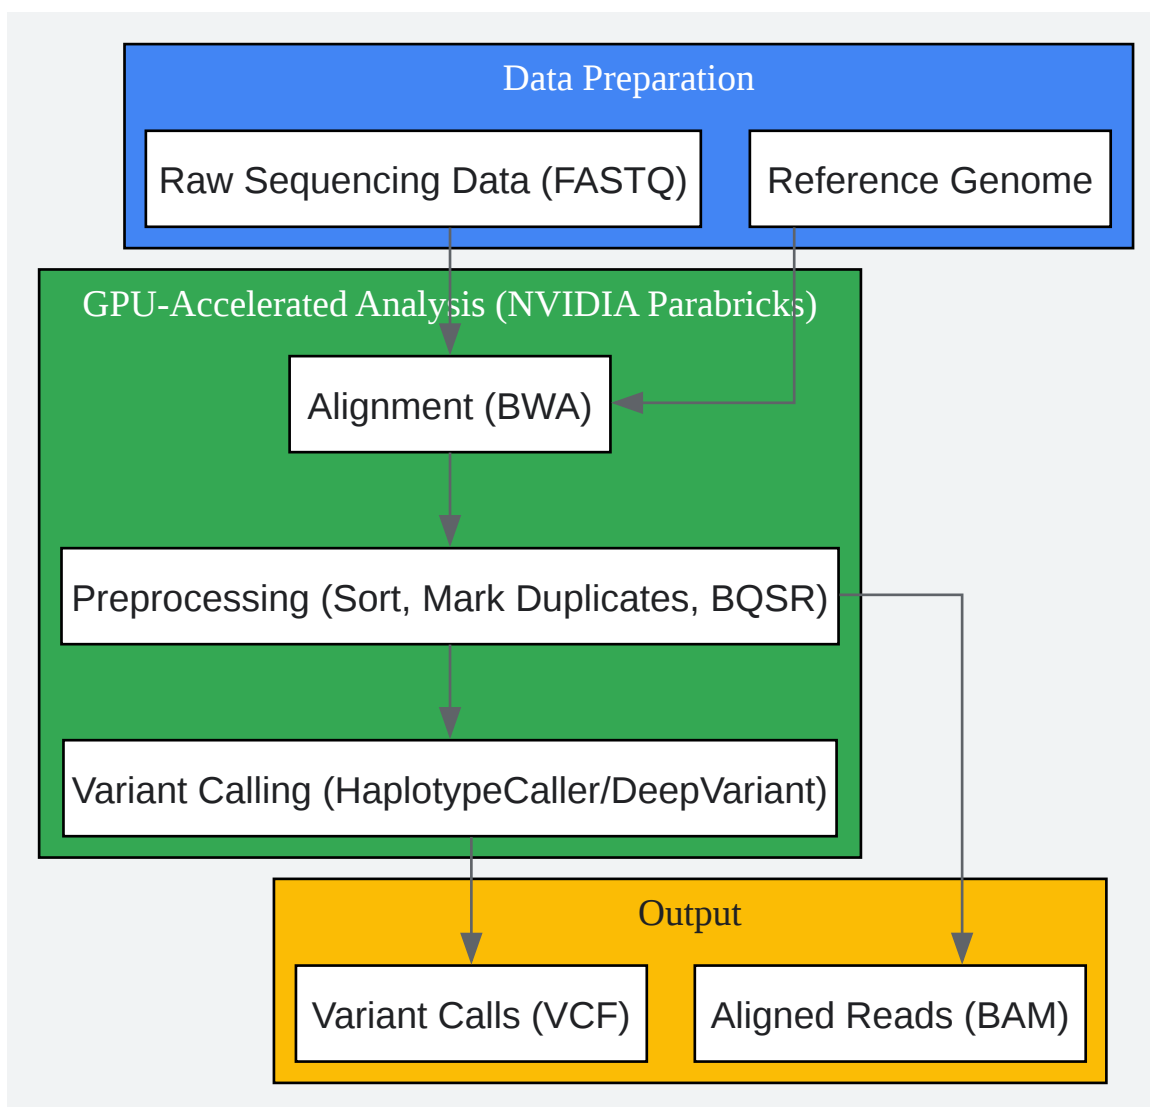 Data Preparation
Raw Sequencing Data (FASTQ)
Reference Genome
GPU-Accelerated Analysis (NVIDIA Parabricks)
Alignment (BWA)
Preprocessing (Sort, Mark Duplicates, BQSR)
Variant Calling (HaplotypeCaller/DeepVariant)
Output
Variant Calls (VCF)
Aligned Reads (BAM)